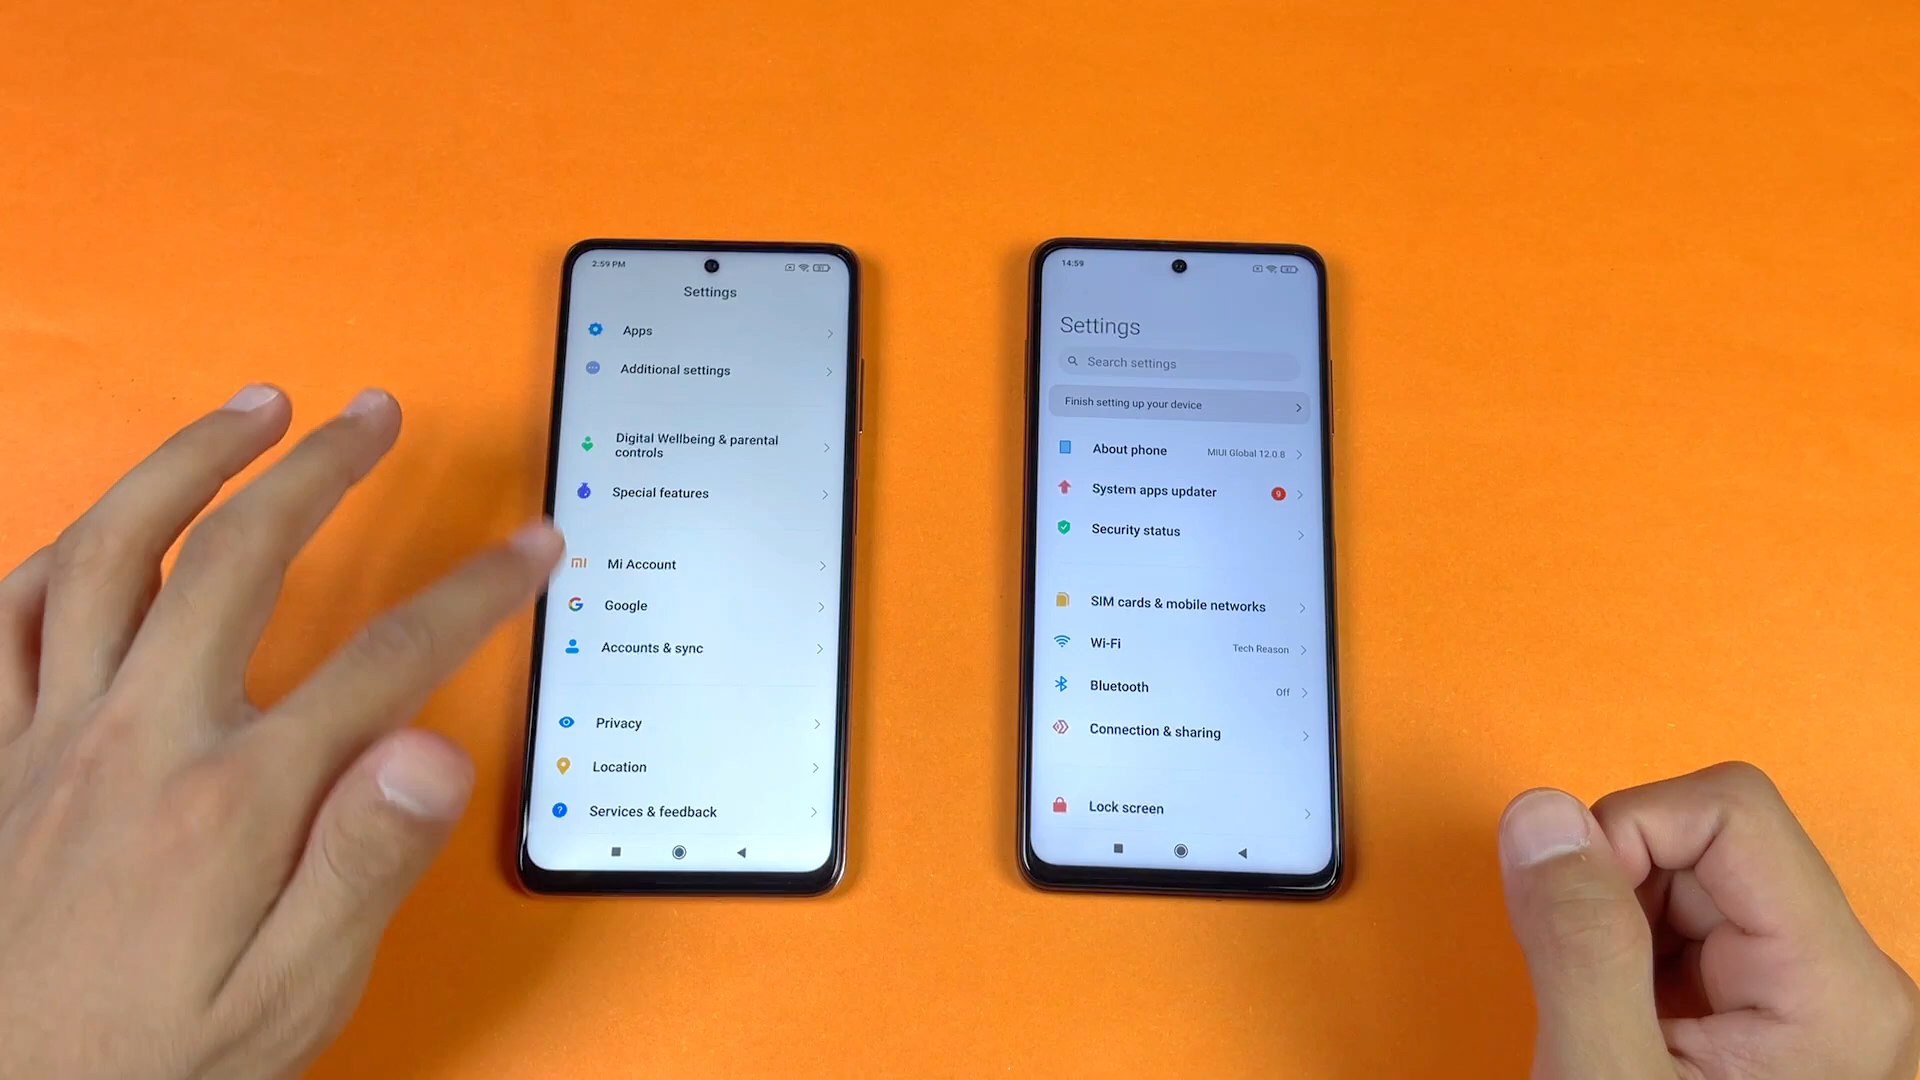 2:59 PM
Settings
Apps
Additional settings
Digital Wellbeing & parental
controls
Special features
Mi Account
Google
Accounts & sync
Privacy
Location
Services & feedback
14:59
Settings
Search settings
Finish setting up your device
About phone MIUI Global 12.0.8
System apps updater 9
Security status
SIM cards & mobile networks
Wi-Fi Tech Reason
Bluetooth Off
Connection & sharing
Lock screen